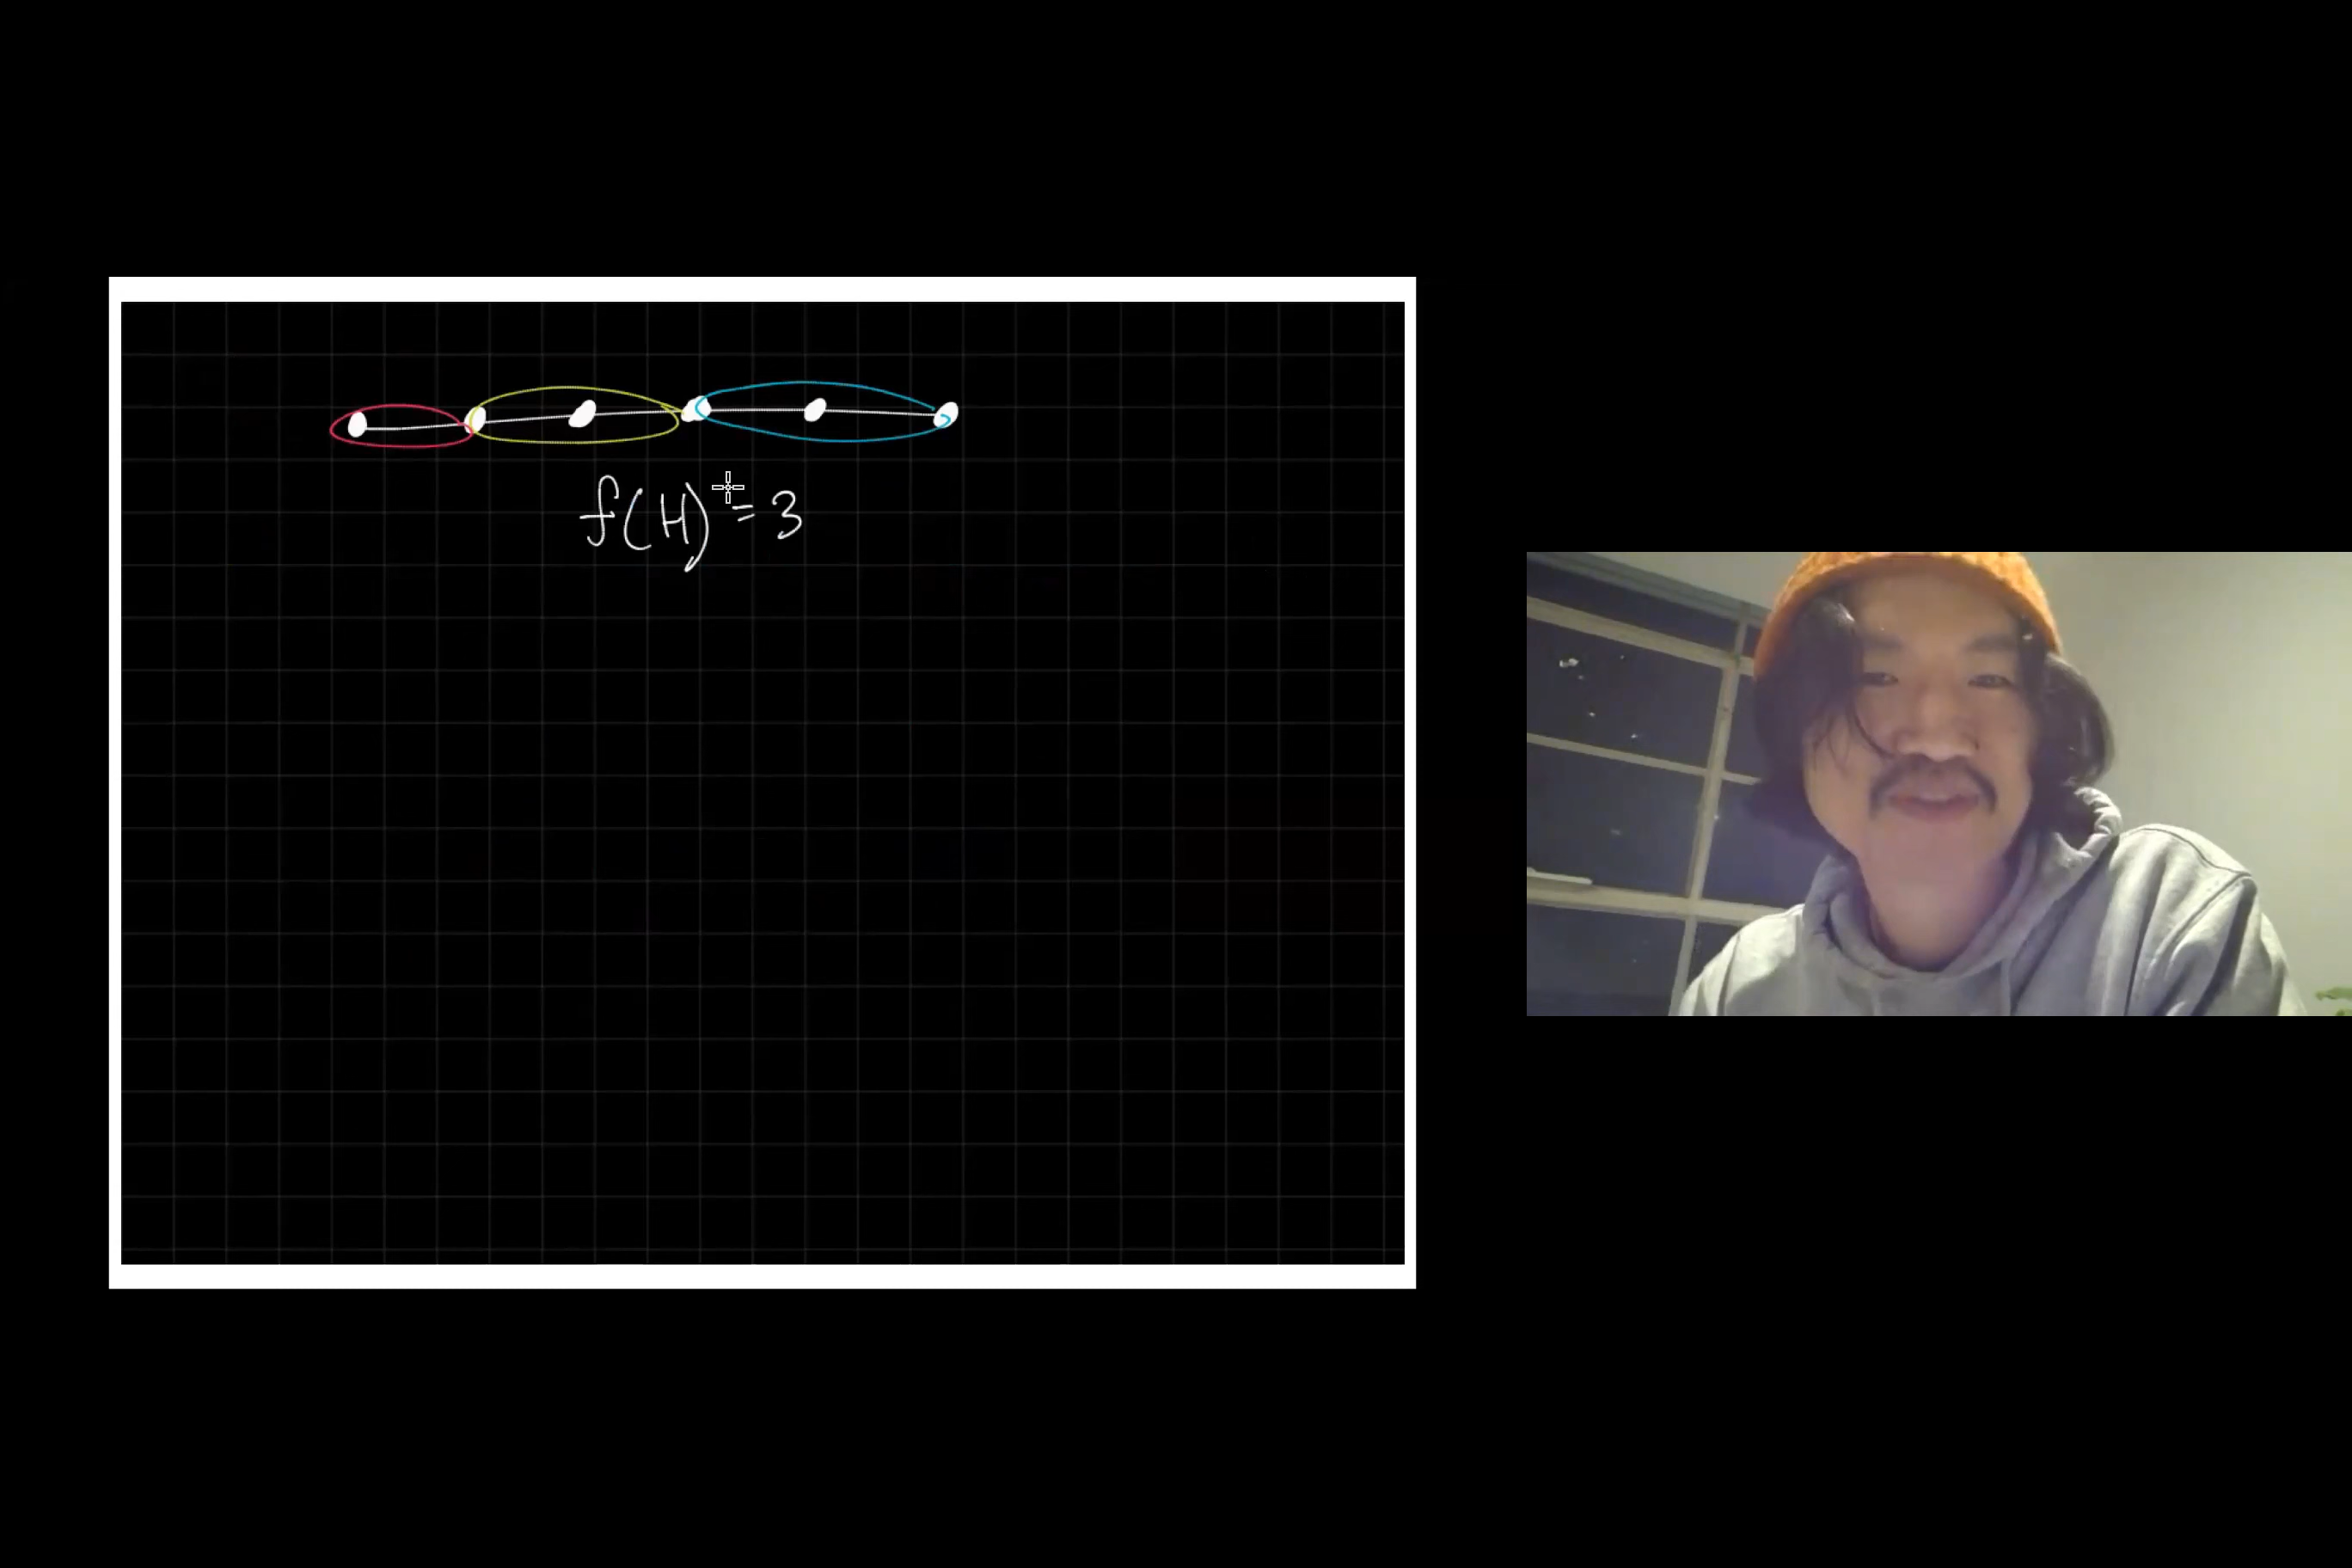 f(H) = 3